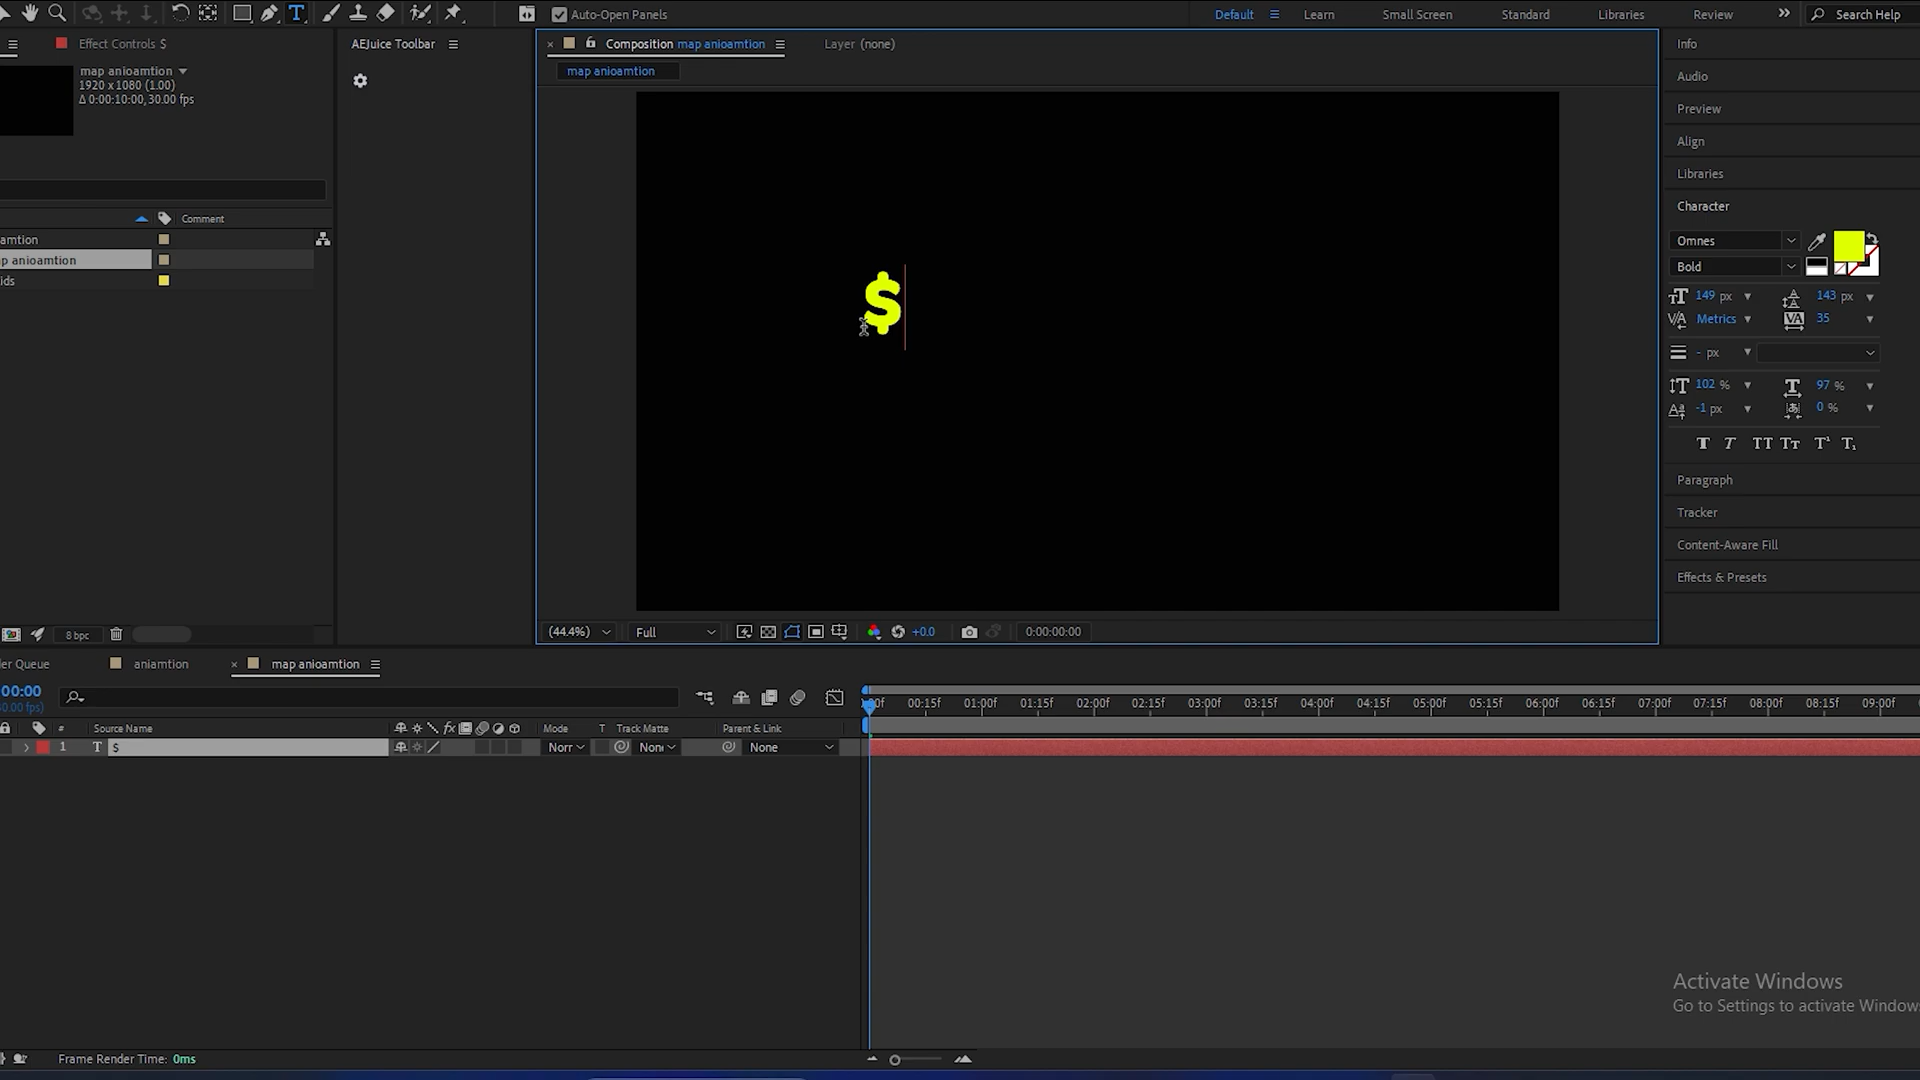 Auto-Open Panels
Default
Learn
Small Screen
Standard
Libraries
Review
Search Help
Effect Controls $
AEJuice Toolbar
Composition map anioamtion
Layer (none)
map anioamtion
1920 x 1080 (1.00)
Δ 0:00:10:00, 30.00 fps
map anioamtion
Comment
amtion
p anioamtion
ids
$
Info
Audio
Preview
Align
Libraries
Character
Omnes
Bold
149 px
143 px
Metrics
35
- px
102 %
97 %
-1 px
0 %
Paragraph
Tracker
Content-Aware Fill
Effects & Presets
8 bpc
(44.4%)
Full
+0.0
0:00:00:00
er Queue
aniamtion
map anioamtion
00:00
0.00 fps)
00f 00:15f 01:00f 01:15f 02:00f 02:15f 03:00f 03:15f 04:00f 04:15f 05:00f 05:15f 06:00f 06:15f 07:00f 07:15f 08:00f 08:15f 09:00f
# Source Name
Mode
T Track Matte
Parent & Link
1 T $
Norr
None
Activate Windows
Go to Settings to activate Windows
Frame Render Time: 0ms